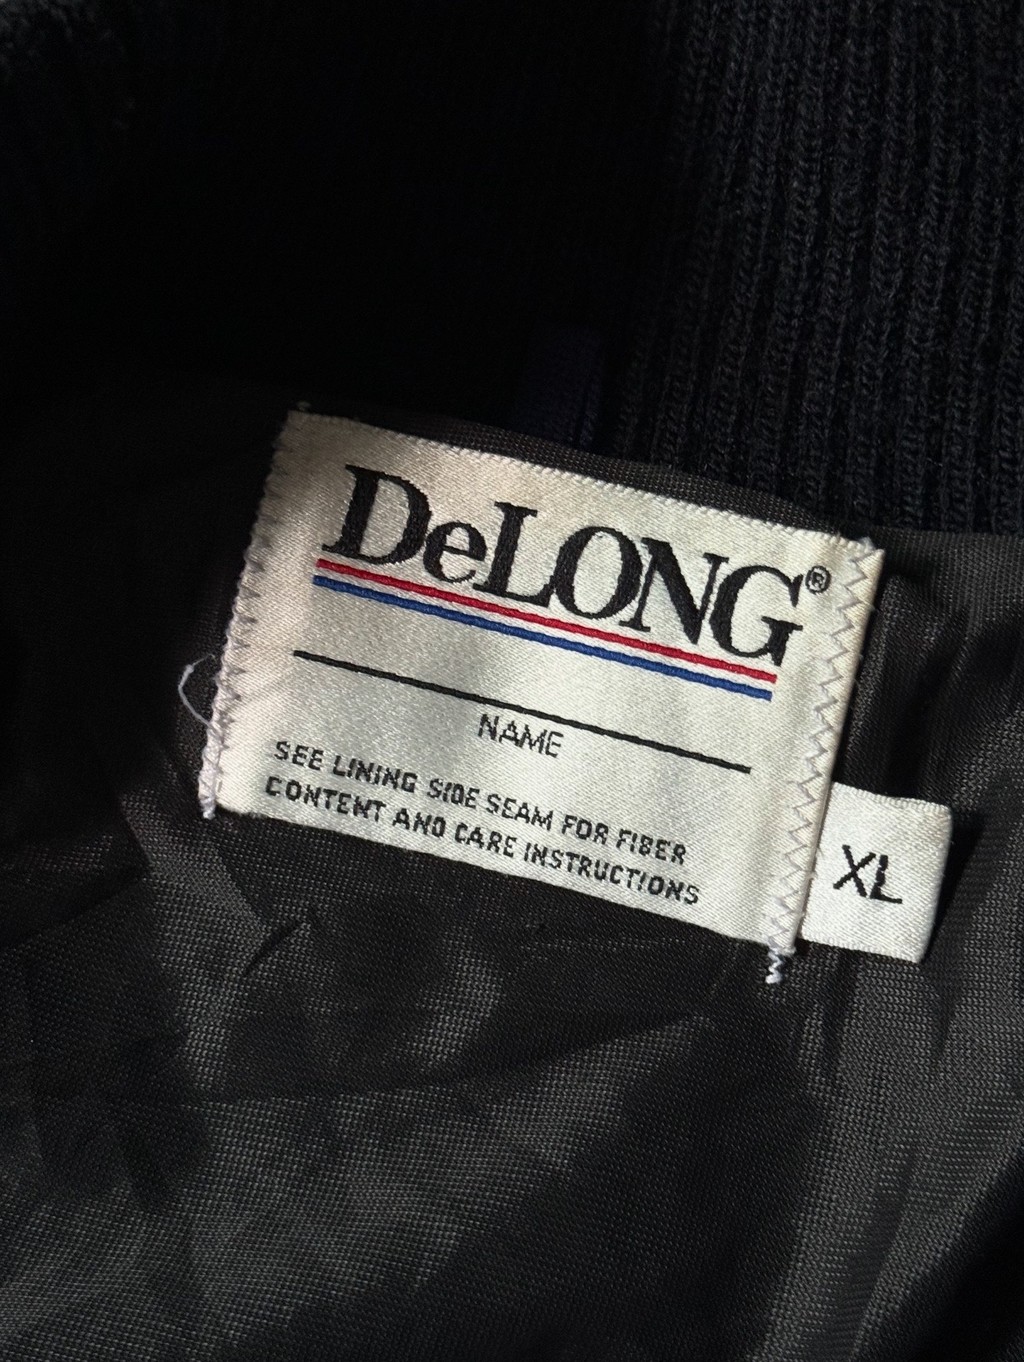 DeLONG®
NAME
SEE LINING SIDE SEAM FOR FIBER
CONTENT AND CARE INSTRUCTIONS
XL